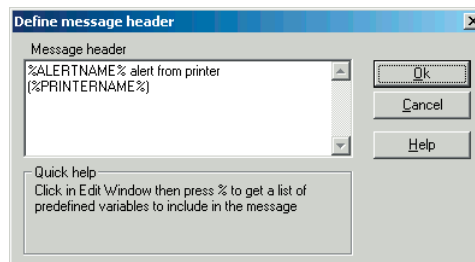 Define message header
Message header
%ALERTNAME% alert from printer
(%PRINTERNAME%)
Ok
Cancel
Help
Quick help
Click in Edit Window then press % to get a list of
predefined variables to include in the message